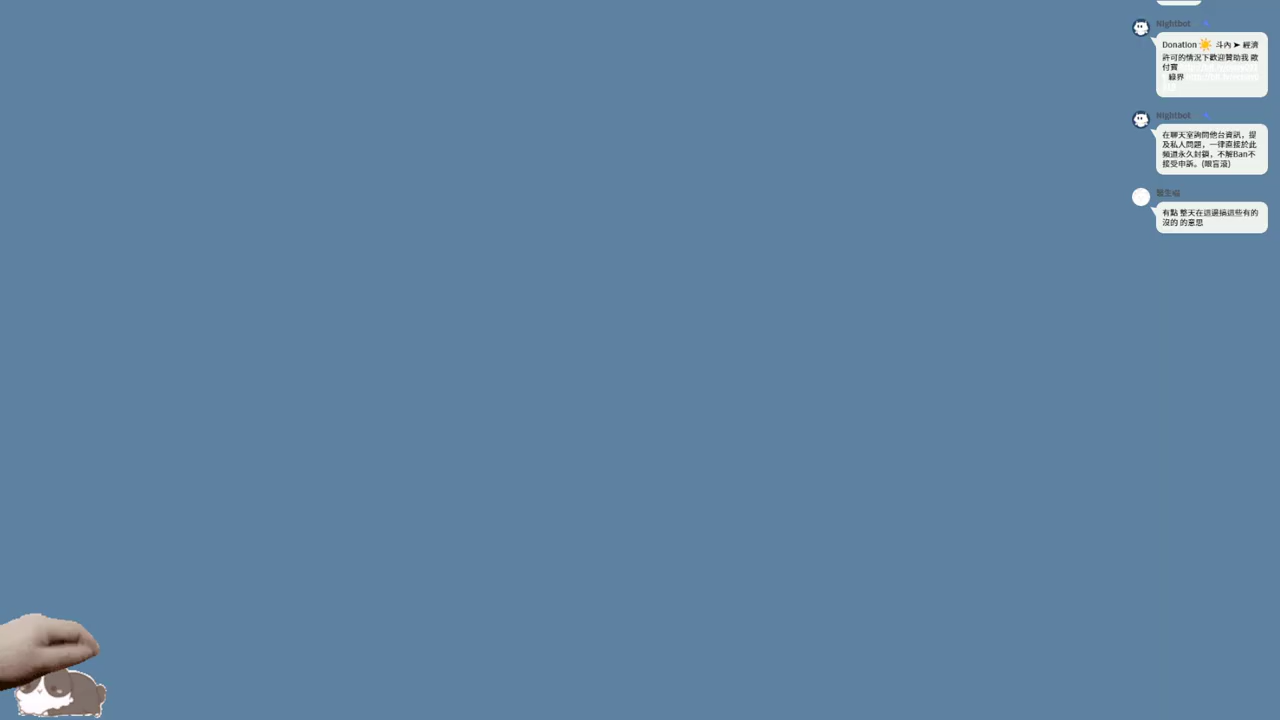 Nightbot
Donation ☀ 斗內 ➤ 經濟
許可的情況下歡迎贊助我 歐
付寶
綠界
Nightbot
在聊天室詢問他台資訊，提
及私人問題，一律直接於此
頻道永久封鎖，不解Ban不
接受申訴。(眼盲滾)
有點 整天在這邊搞這些有的
沒的 的意思